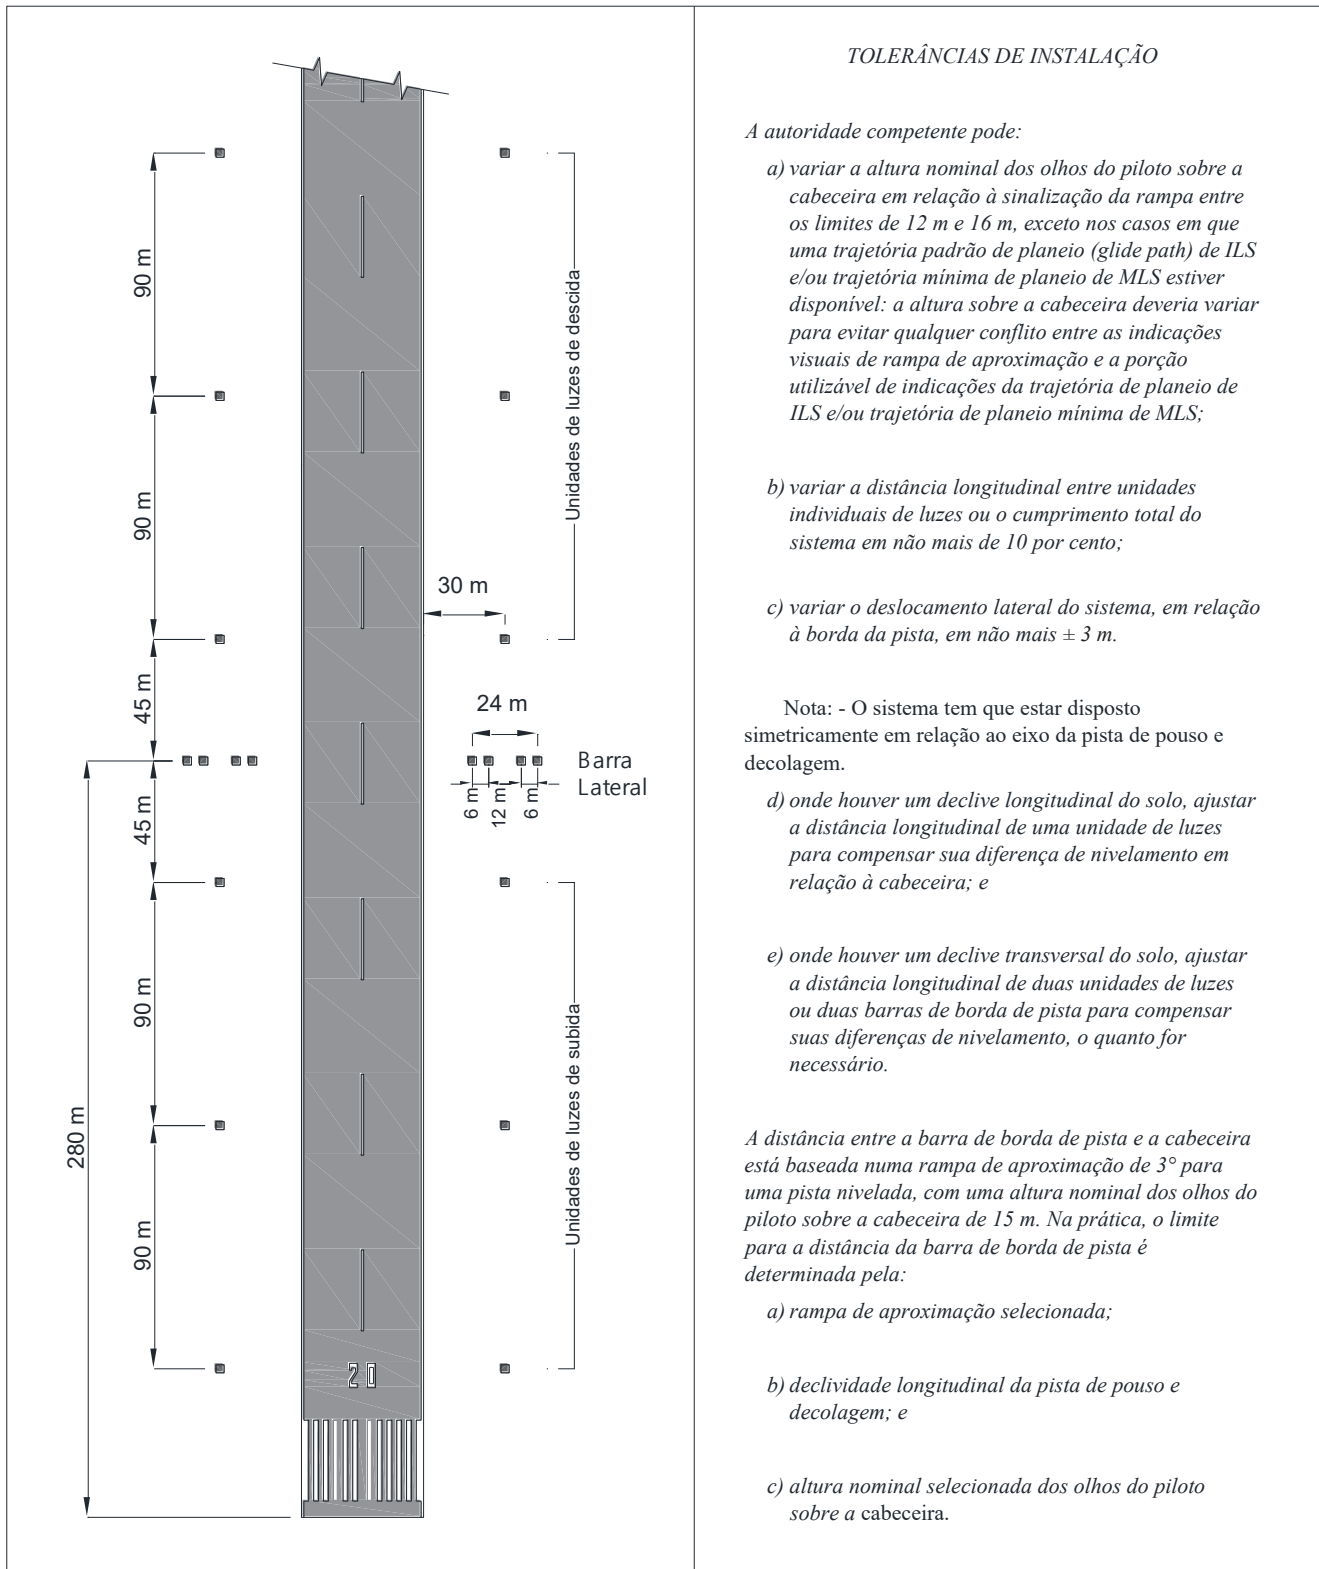 90 m
90 m
45 m
45 m
90 m
90 m
280 m
Unidades de luzes de descida
30 m
24 m
6 m
12 m
6 m
Barra
Lateral
Unidades de luzes de subida
20
TOLERÂNCIAS DE INSTALAÇÃO
A autoridade competente pode:
a) variar a altura nominal dos olhos do piloto sobre a
cabeceira em relação à sinalização da rampa entre
os limites de 12 m e 16 m, exceto nos casos em que
uma trajetória padrão de planeio (glide path) de ILS
e/ou trajetória mínima de planeio de MLS estiver
disponível: a altura sobre a cabeceira deveria variar
para evitar qualquer conflito entre as indicações
visuais de rampa de aproximação e a porção
utilizável de indicações da trajetória de planeio de
ILS e/ou trajetória de planeio mínima de MLS;
b) variar a distância longitudinal entre unidades
individuais de luzes ou o cumprimento total do
sistema em não mais de 10 por cento;
c) variar o deslocamento lateral do sistema, em relação
à borda da pista, em não mais ± 3 m.
Nota: - O sistema tem que estar disposto
simetricamente em relação ao eixo da pista de pouso e
decolagem.
d) onde houver um declive longitudinal do solo, ajustar
a distância longitudinal de uma unidade de luzes
para compensar sua diferença de nivelamento em
relação à cabeceira; e
e) onde houver um declive transversal do solo, ajustar
a distância longitudinal de duas unidades de luzes
ou duas barras de borda de pista para compensar
suas diferenças de nivelamento, o quanto for
necessário.
A distância entre a barra de borda de pista e a cabeceira
está baseada numa rampa de aproximação de 3° para
uma pista nivelada, com uma altura nominal dos olhos do
piloto sobre a cabeceira de 15 m. Na prática, o limite
para a distância da barra de borda de pista é
determinada pela:
a) rampa de aproximação selecionada;
b) declividade longitudinal da pista de pouso e
decolagem; e
c) altura nominal selecionada dos olhos do piloto
sobre a cabeceira.